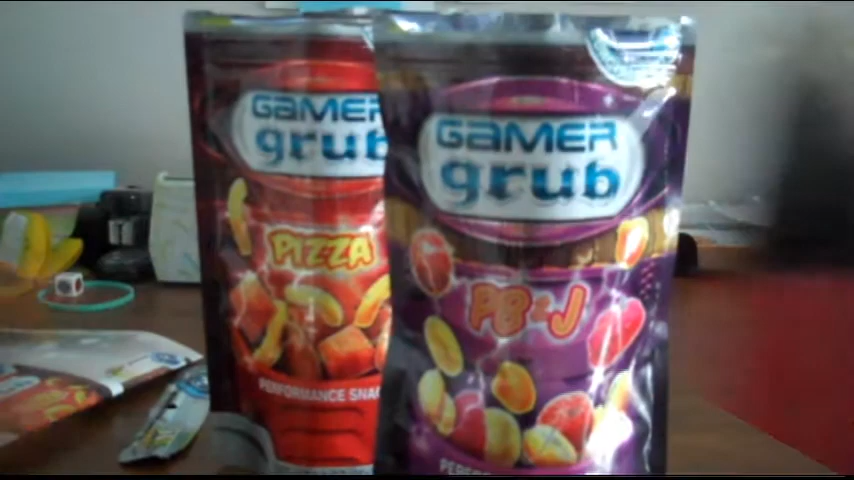 GAMER
grub
PIZZA
PERFORMANCE SNA
GAMER
grub
PB&J